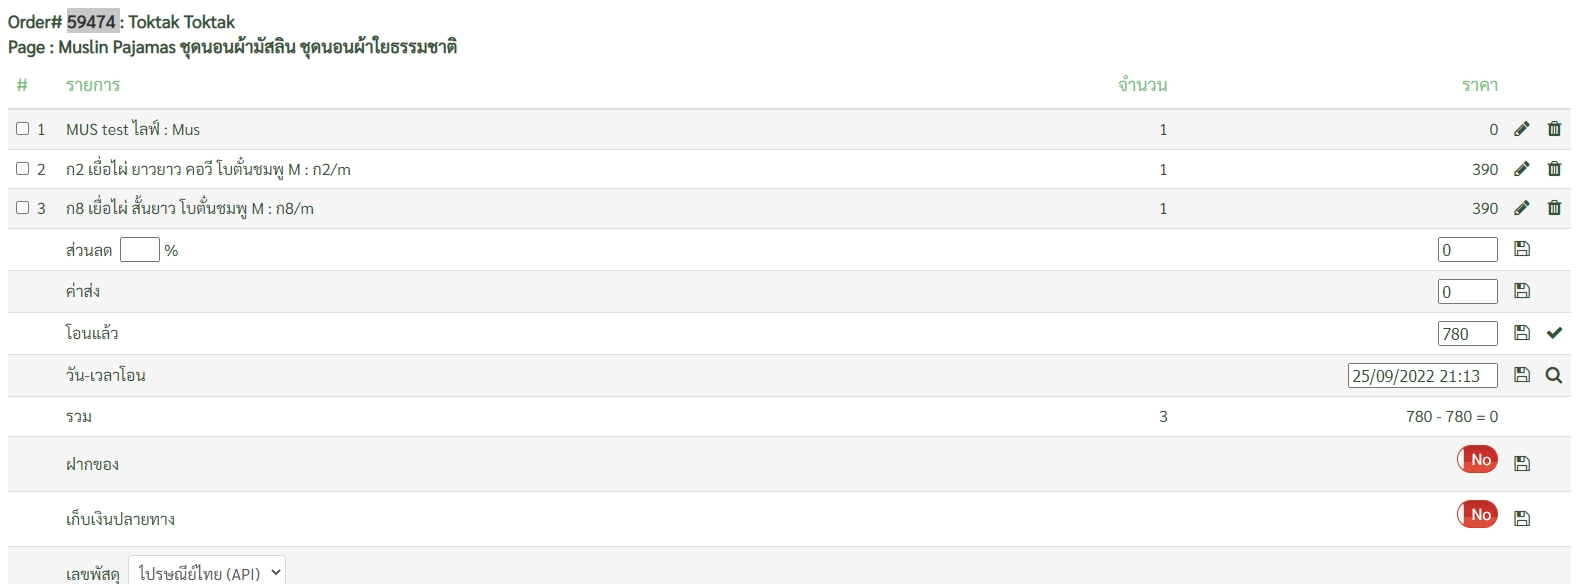 Order# 59474 : Toktak Toktak
Page : Muslin Pajamas ชุดนอนผ้ามัสลิน ชุดนอนผ้าใยธรรมชาติ
# รายการ จำนวน ราคา
1 MUS test ไลฟ์ : Mus 1 0
2 ก2 เยื่อไผ่ ยาวยาว คอวี โบตั๋นชมพู M : ก2/m 1 390
3 ก8 เยื่อไผ่ สั้นยาว โบตั๋นชมพู M : ก8/m 1 390
ส่วนลด % 0
ค่าส่ง 0
โอนแล้ว 780
วัน-เวลาโอน 25/09/2022 21:13
รวม 3 780 - 780 = 0
ฝากของ No
เก็บเงินปลายทาง No
เลขพัสดุ ไปรษณีย์ไทย (API)